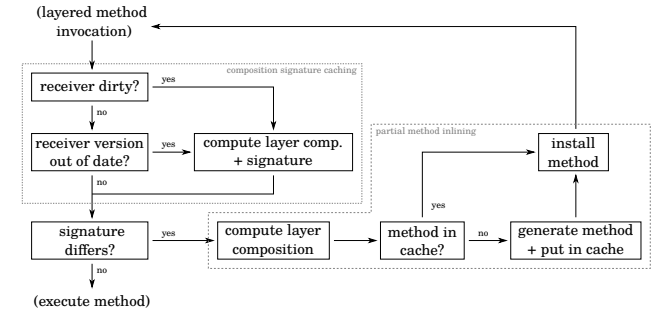 (layered method
invocation)
composition signature caching
receiver dirty?
yes
no
receiver version
out of date?
yes
compute layer comp.
+ signature
no
partial method inlining
install
method
yes
signature
differs?
yes
compute layer
composition
method in
cache?
no
generate method
+ put in cache
no
(execute method)